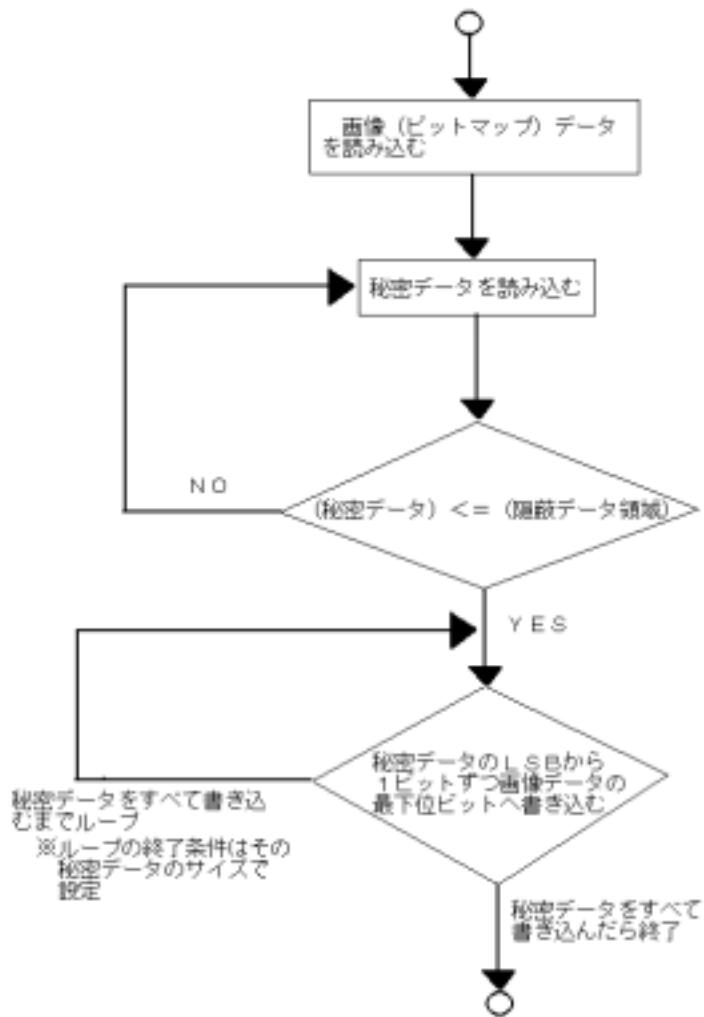 画像(ビットマップ)データ
を読み込む
秘密データを読み込む
NO
(秘密データ)<=(隠蔽データ領域)
YES
秘密データのLSBから
1ビットずつ画像データの
最下位ビットへ書き込む
秘密データをすべて書き込
むまでループ
※ループの終了条件はその
秘密データのサイズで
設定
秘密データをすべて
書き込んだら終了